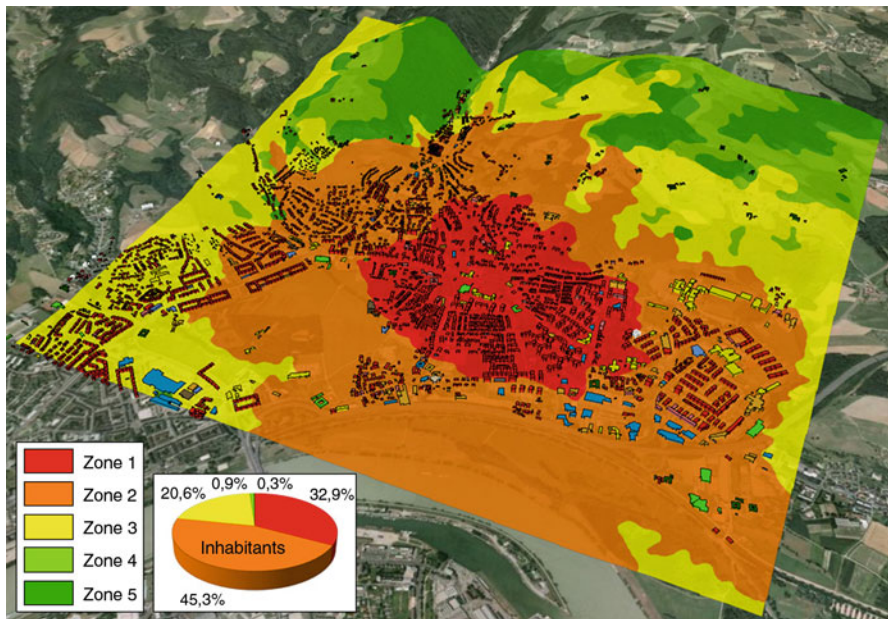 Zone 1
Zone 2
Zone 3
Zone 4
Zone 5
0,9% 0,3%
20,6% 32,9%
Inhabitants
45,3%